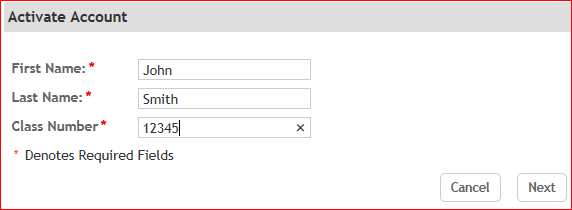 Activate Account
First Name:* John
Last Name:* Smith
Class Number* 12345 ×
* Denotes Required Fields
Cancel Next